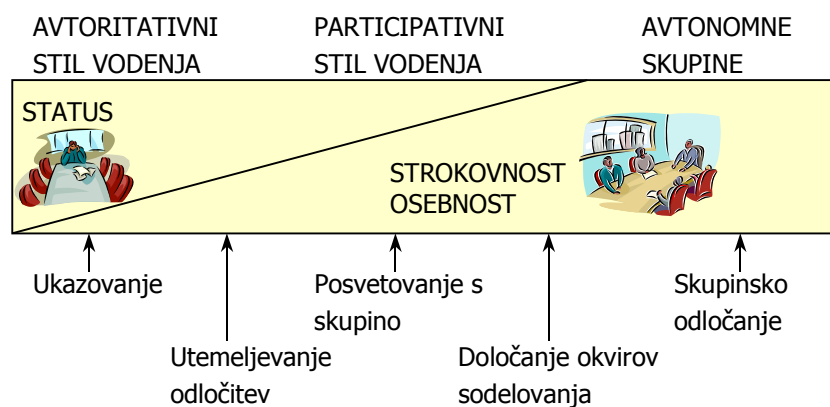 AVTORITATIVNI
STIL VODENJA
PARTICIPATIVNI
STIL VODENJA
AVTONOMNE
SKUPINE
STATUS
STROKOVNOST
OSEBNOST
Ukazovanje
Posvetovanje s
skupino
Skupinsko
odločanje
Utemeljevanje
odločitev
Določanje okvirov
sodelovanja